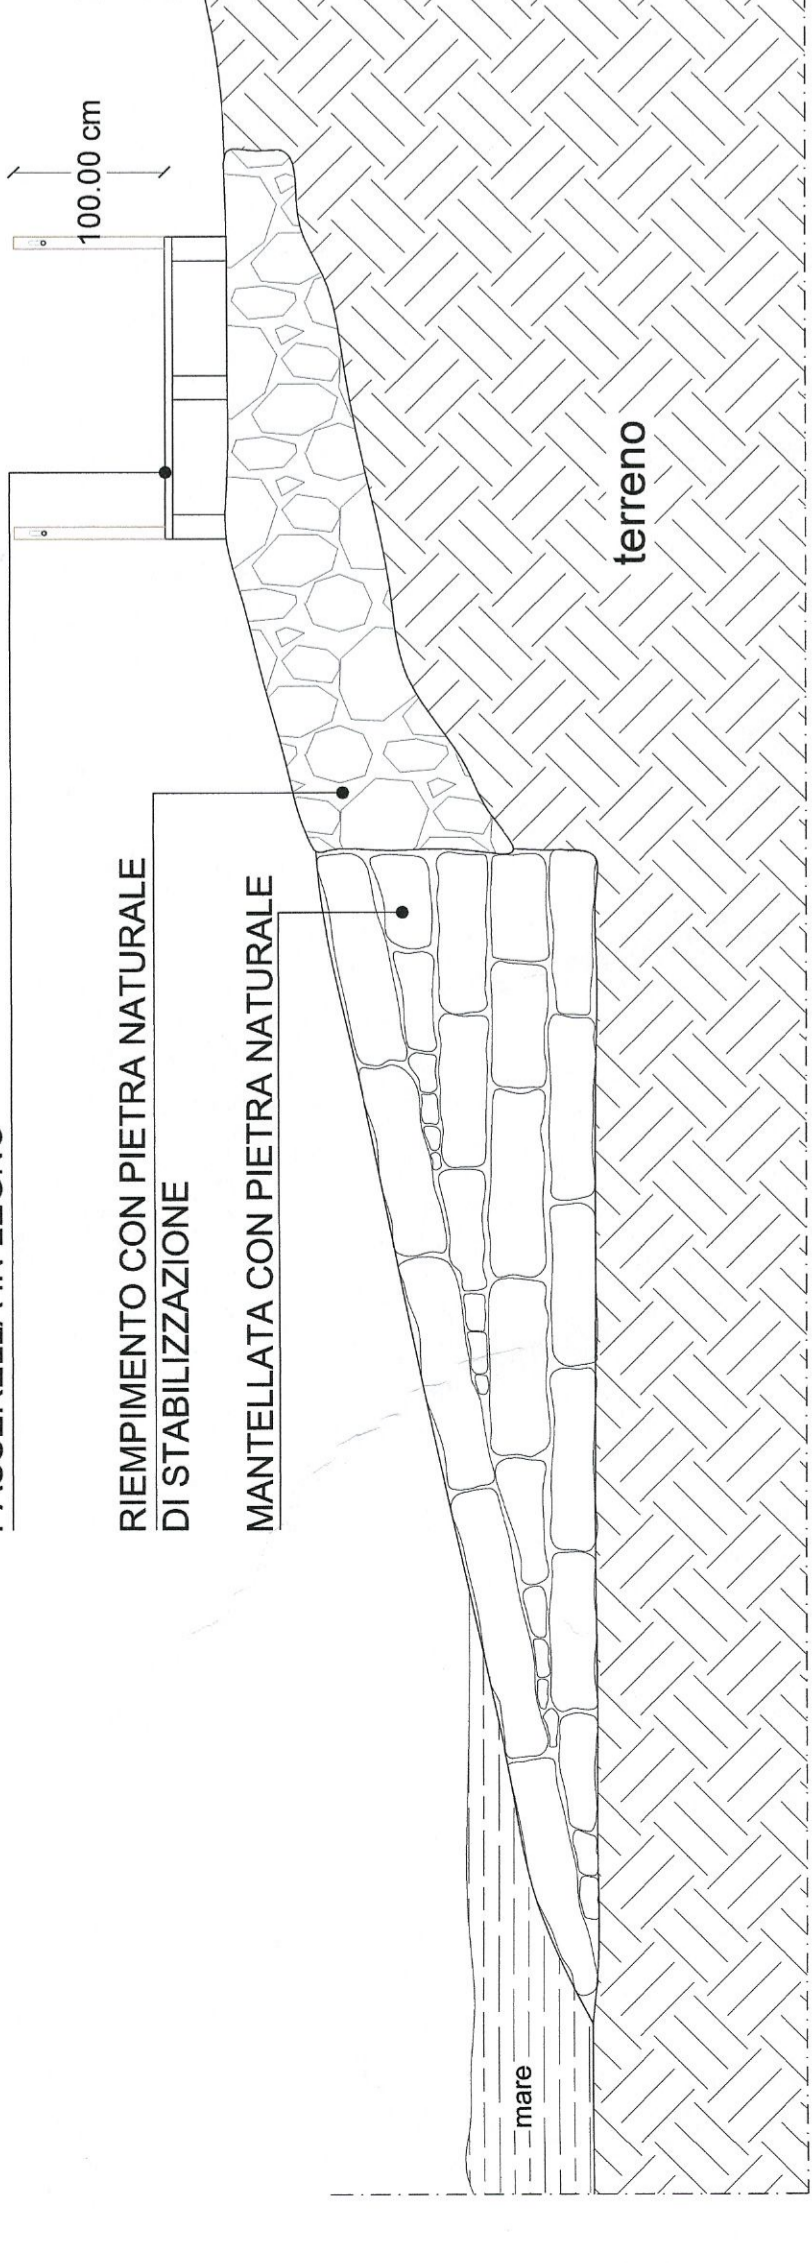 100.00 cm
RIEMPIMENTO CON PIETRA NATURALE
DI STABILIZZAZIONE
MANTELLATA CON PIETRA NATURALE
terreno
mare